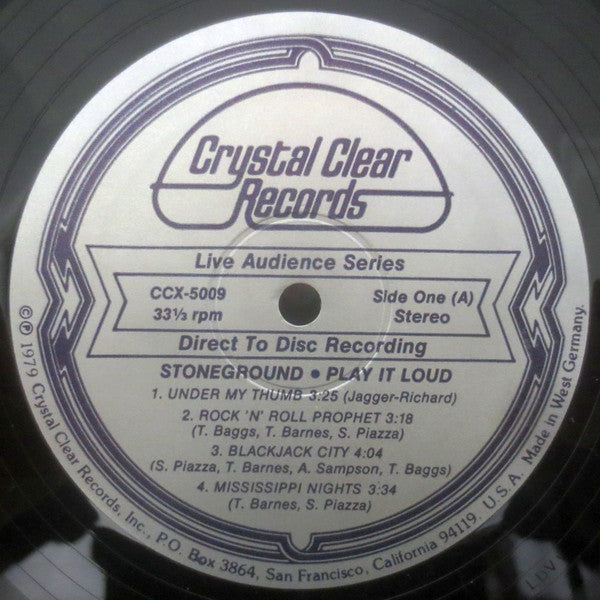 Crystal Clear
Records
Live Audience Series
CCX-5009
33⅓ rpm
Side One (A)
Stereo
Direct To Disc Recording
STONEGROUND • PLAY IT LOUD
1. UNDER MY THUMB 3:25 (Jagger-Richard)
2. ROCK 'N' ROLL PROPHET 3:18
(T. Baggs, T. Barnes, S. Piazza)
3. BLACKJACK CITY 4:04
(S. Piazza, T. Barnes, A. Sampson, T. Baggs)
4. MISSISSIPPI NIGHTS 3:34
(T. Barnes, S. Piazza)
©℗ 1979 Crystal Clear Records, Inc., P.O. Box 3864, San Francisco, California 94119. U.S.A. Made in West Germany.
LDV